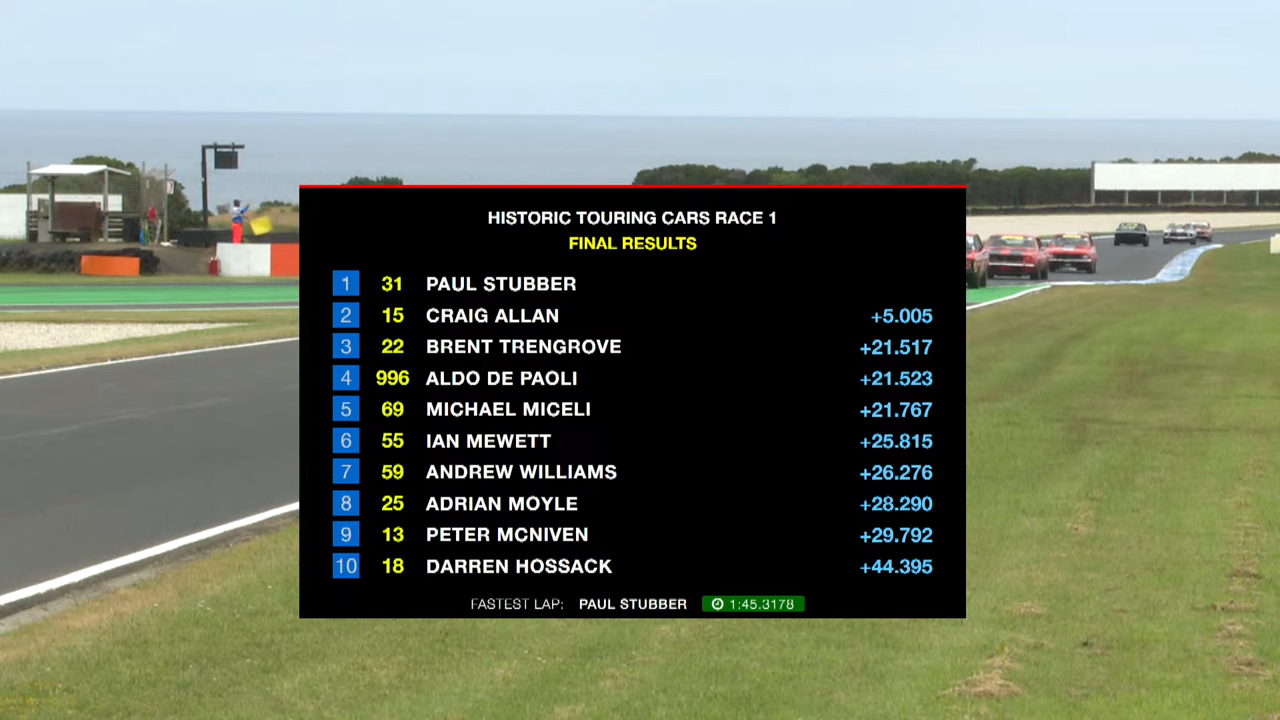 HISTORIC TOURING CARS RACE 1
FINAL RESULTS
1 31 PAUL STUBBER
2 15 CRAIG ALLAN +5.005
3 22 BRENT TRENGROVE +21.517
4 996 ALDO DE PAOLI +21.523
5 69 MICHAEL MICELI +21.767
6 55 IAN MEWETT +25.815
7 59 ANDREW WILLIAMS +26.276
8 25 ADRIAN MOYLE +28.290
9 13 PETER MCNIVEN +29.792
10 18 DARREN HOSSACK +44.395
FASTEST LAP: PAUL STUBBER 1:45.3178